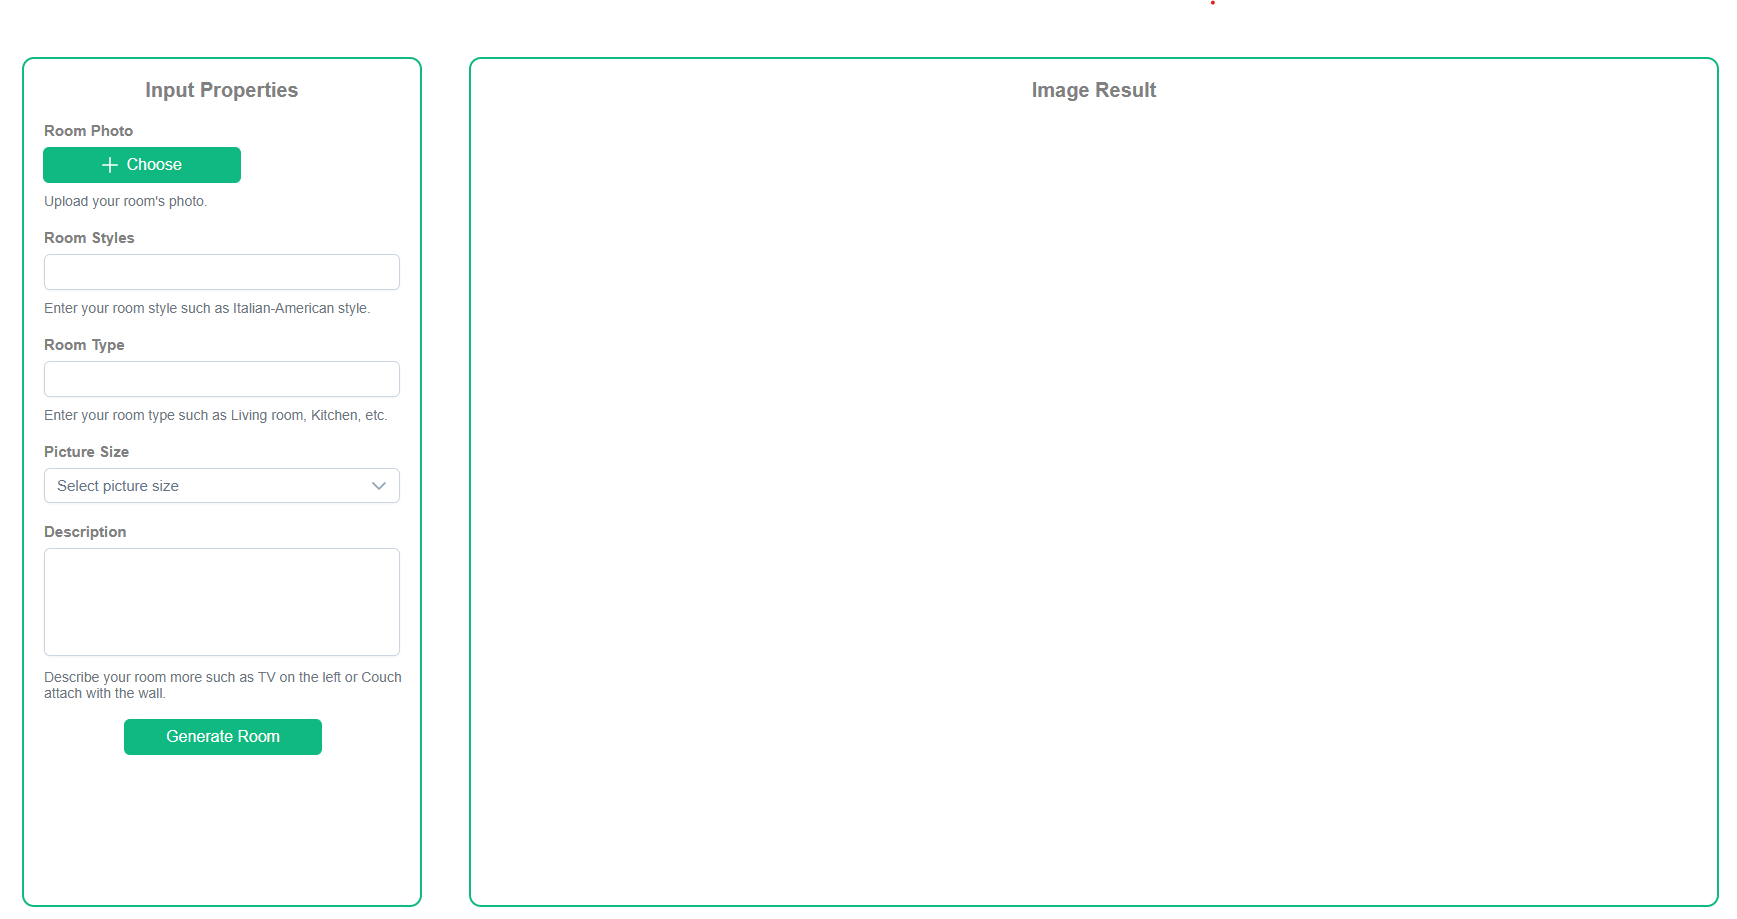 Input Properties
Room Photo
Choose
Upload your room's photo.
Room Styles
Enter your room style such as Italian-American style.
Room Type
Enter your room type such as Living room, Kitchen, etc.
Picture Size
Select picture size
Description
Describe your room more such as TV on the left or Couch
attach with the wall.
Generate Room
Image Result